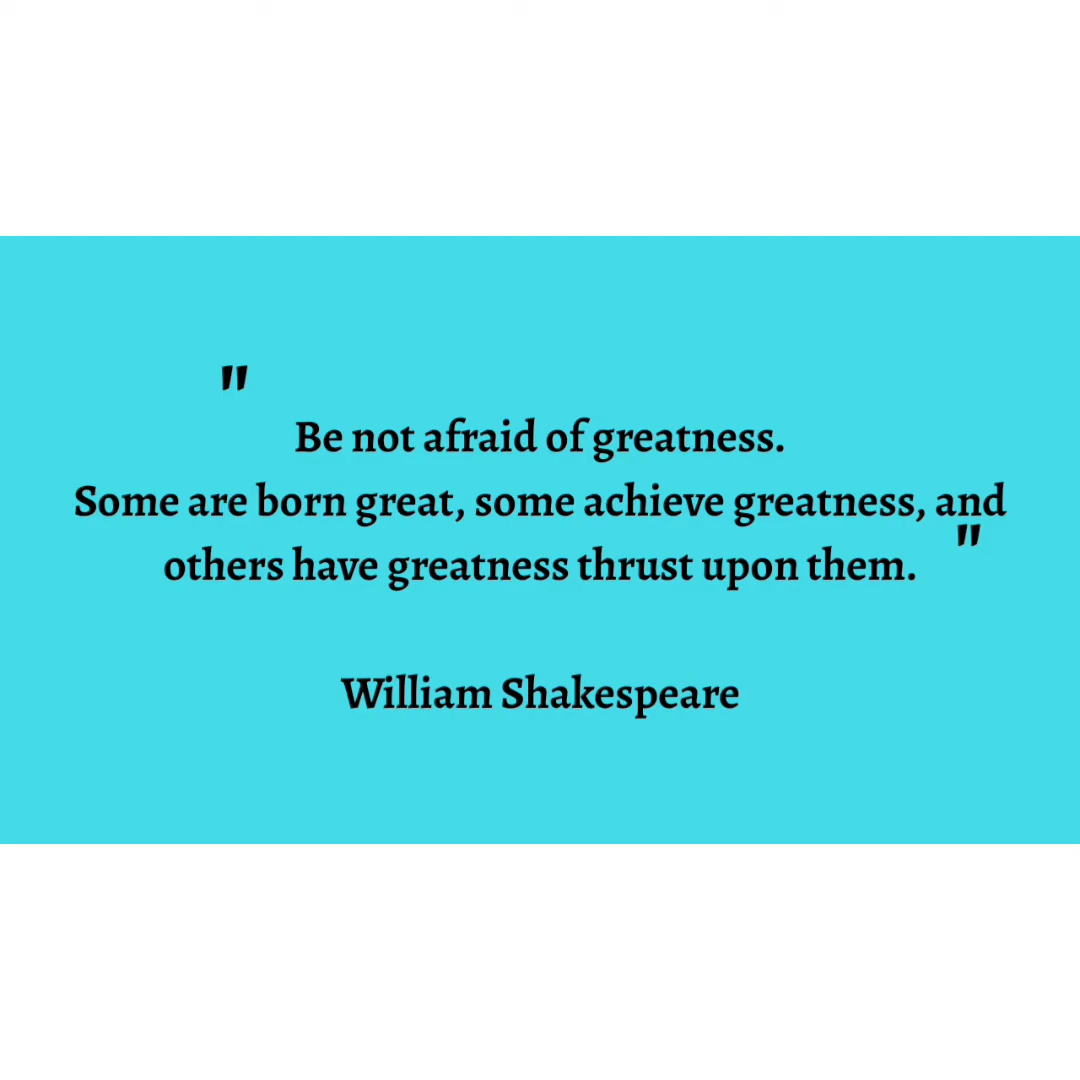 "
Be not afraid of greatness.
Some are born great, some achieve greatness, and
others have greatness thrust upon them.
"
William Shakespeare